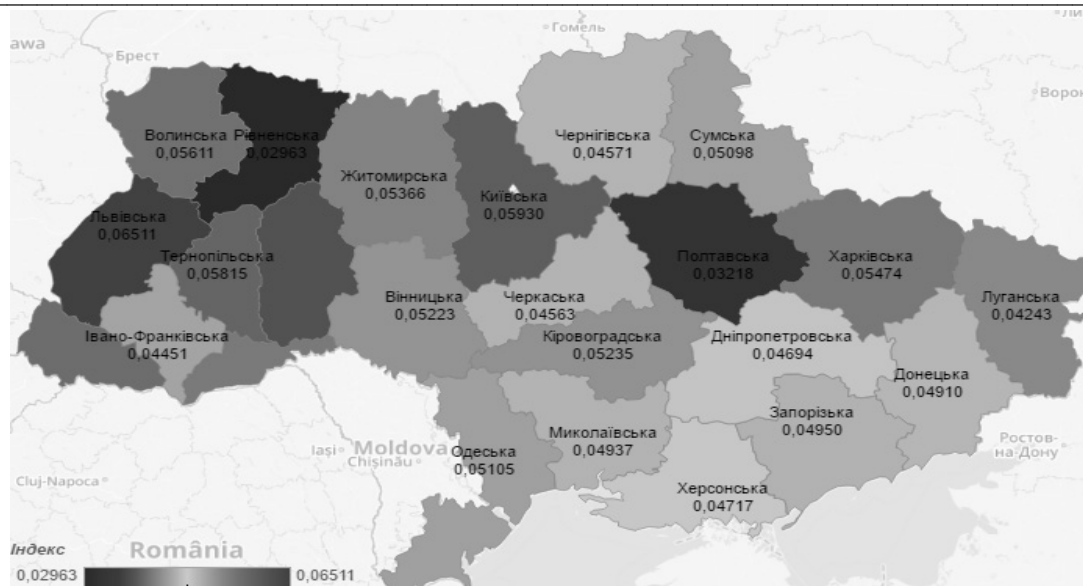 Гомель
awa
Брест
Воро
Волинська
0,05611
Рівненська
0,02963
Чернігівська
0,04571
Сумська
0,05098
Житомирська
0,05366
Київська
0,05930
Львівська
0,06511
Тернопільська
0,05815
Полтавська
0,03218
Харківська
0,05474
Вінницька
0,05223
Черкаська
0,04563
Луганська
0,04243
Івано-Франківська
0,04451
Кіровоградська
0,05235
Дніпропетровська
0,04694
Донецька
0,04910
Запорізька
0,04950
Миколаївська
0,04937
Одеська
0,05105
Херсонська
0,04717
Iași
Moldova
Chișinău
Ростов-
на-Дону
Cluj-Napoca
România
Індекс
0,02963
0,06511